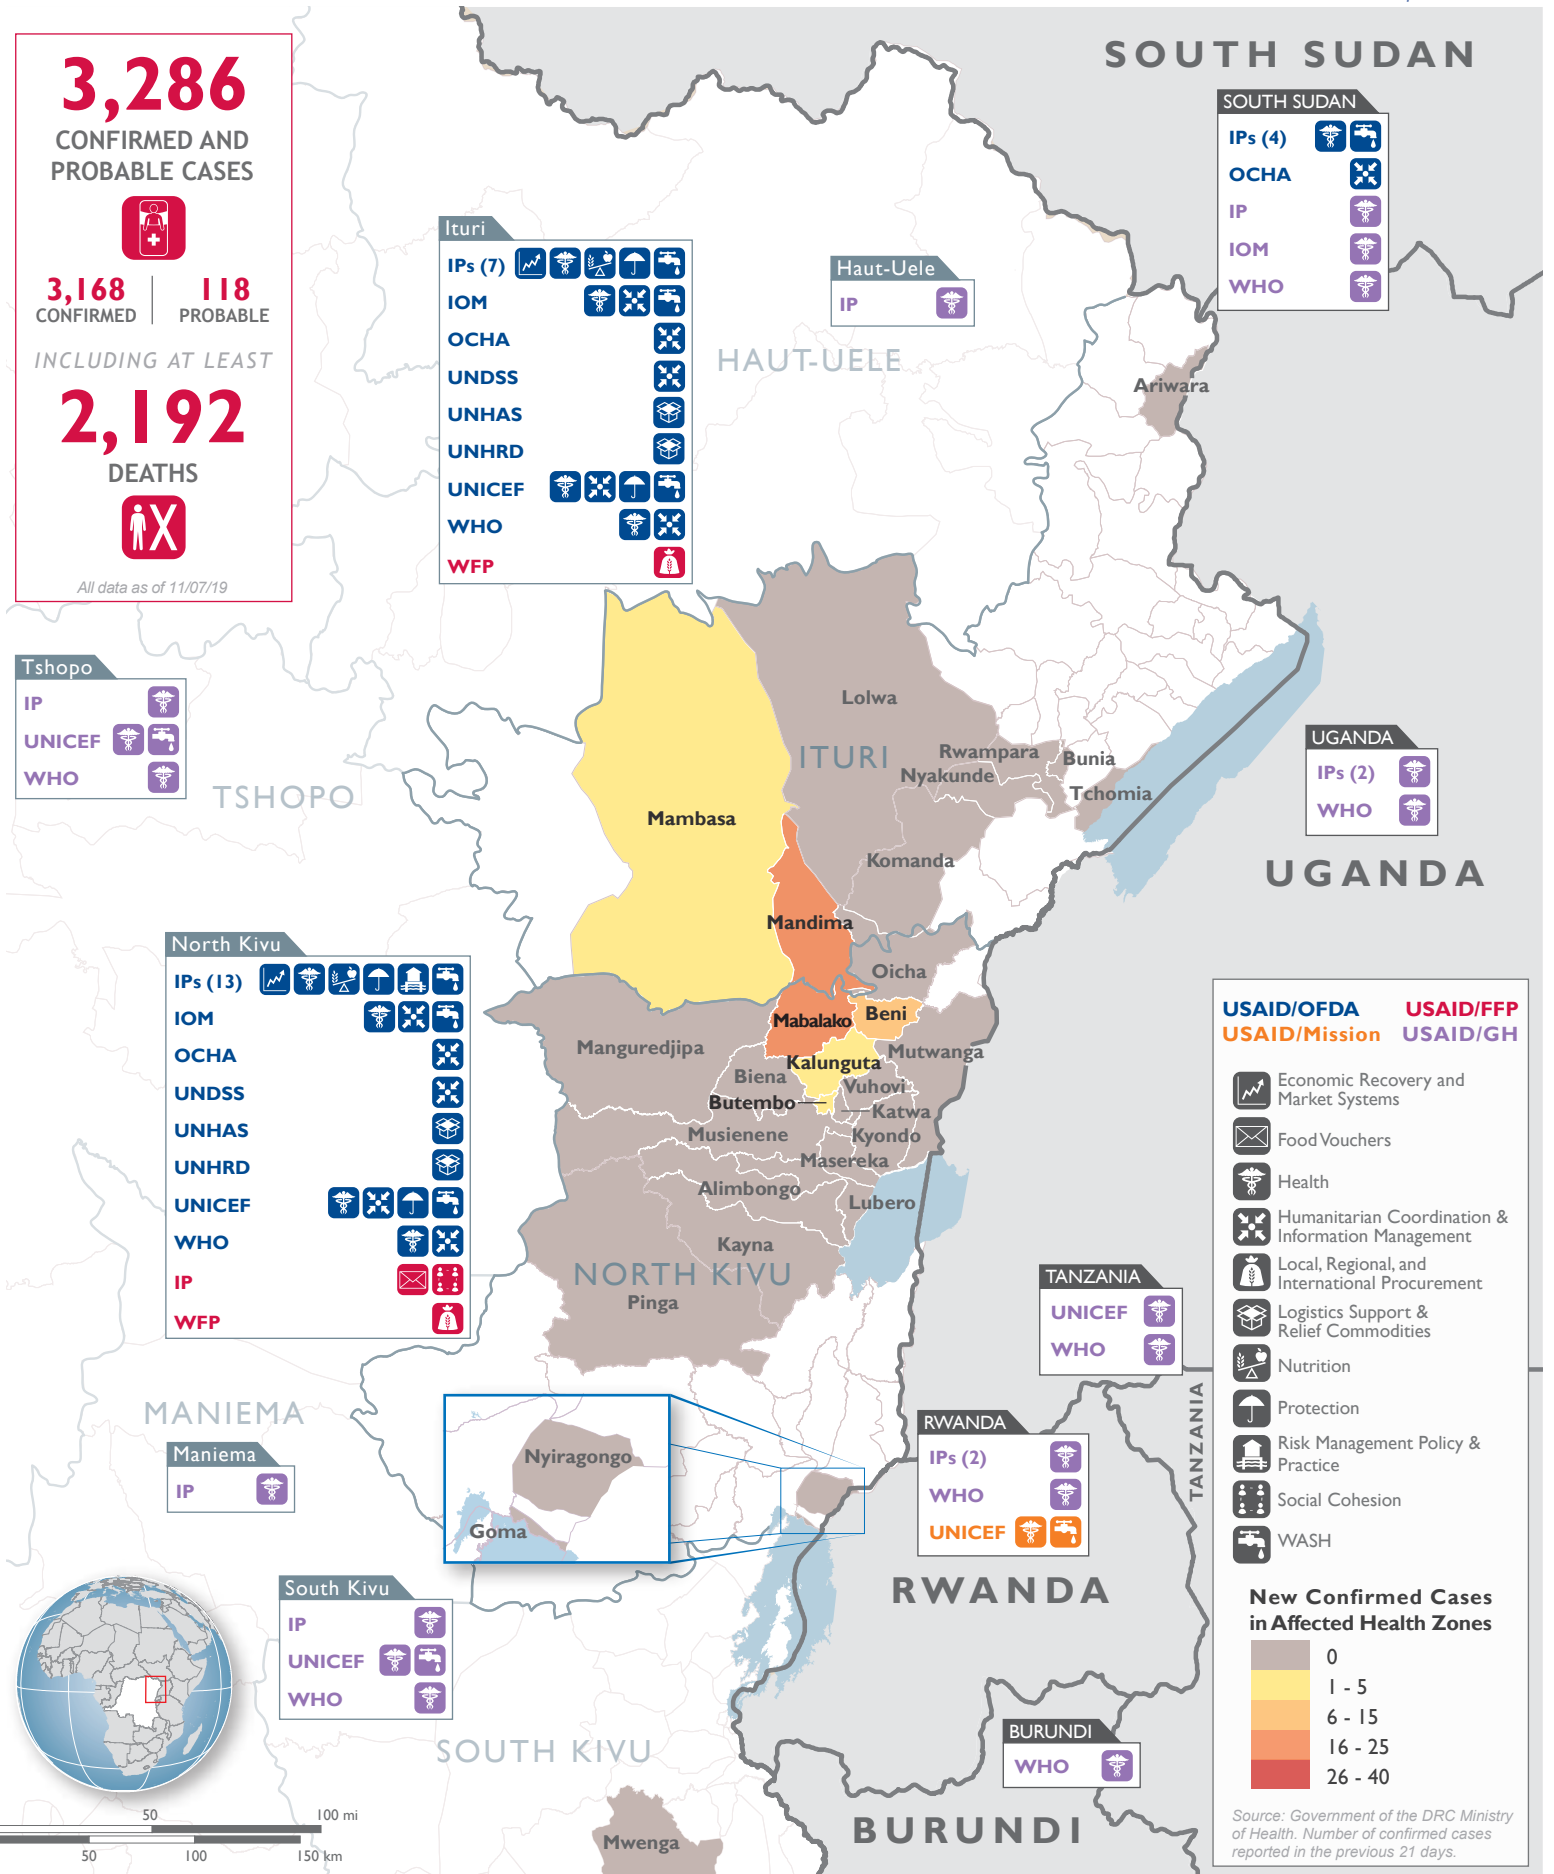 3,286
CONFIRMED AND
PROBABLE CASES
3,168
CONFIRMED
118
PROBABLE
INCLUDING AT LEAST
2,192
DEATHS
All data as of 11/07/19
SOUTH SUDAN
SOUTH SUDAN
IPs (4)
OCHA
IP
IOM
WHO
Ituri
IPs (7)
IOM
OCHA
UNDSS
UNHAS
UNHRD
UNICEF
WHO
WFP
Haut-Uele
IP
HAUT-UELE
Ariwara
Tshopo
IP
UNICEF
WHO
TSHOPO
Lolwa
ITURI
Rwampara
Bunia
Nyakunde
Tchomia
Mambasa
Komanda
Mandima
Oicha
UGANDA
IPs (2)
WHO
UGANDA
North Kivu
IPs (13)
IOM
OCHA
UNDSS
UNHAS
UNHRD
UNICEF
WHO
IP
WFP
Mabalako
Beni
Manguredjipa
Kalunguta
Mutwanga
Biena
Vuhovi
Butembo
Katwa
Musienene
Kyondo
Masereka
Alimbongo
Lubero
Kayna
NORTH KIVU
Pinga
MANIEMA
Maniema
IP
Nyiragongo
Goma
TANZANIA
UNICEF
WHO
TANZANIA
RWANDA
IPs (2)
WHO
UNICEF
RWANDA
South Kivu
IP
UNICEF
WHO
SOUTH KIVU
Mwenga
BURUNDI
WHO
BURUNDI
USAID/OFDA
USAID/FFP
USAID/Mission
USAID/GH
Economic Recovery and
Market Systems
Food Vouchers
Health
Humanitarian Coordination &
Information Management
Local, Regional, and
International Procurement
Logistics Support &
Relief Commodities
Nutrition
Protection
Risk Management Policy &
Practice
Social Cohesion
WASH
New Confirmed Cases
in Affected Health Zones
0
1 - 5
6 - 15
16 - 25
26 - 40
Source: Government of the DRC Ministry
of Health. Number of confirmed cases
reported in the previous 21 days.
50
100 mi
50
100
150 km